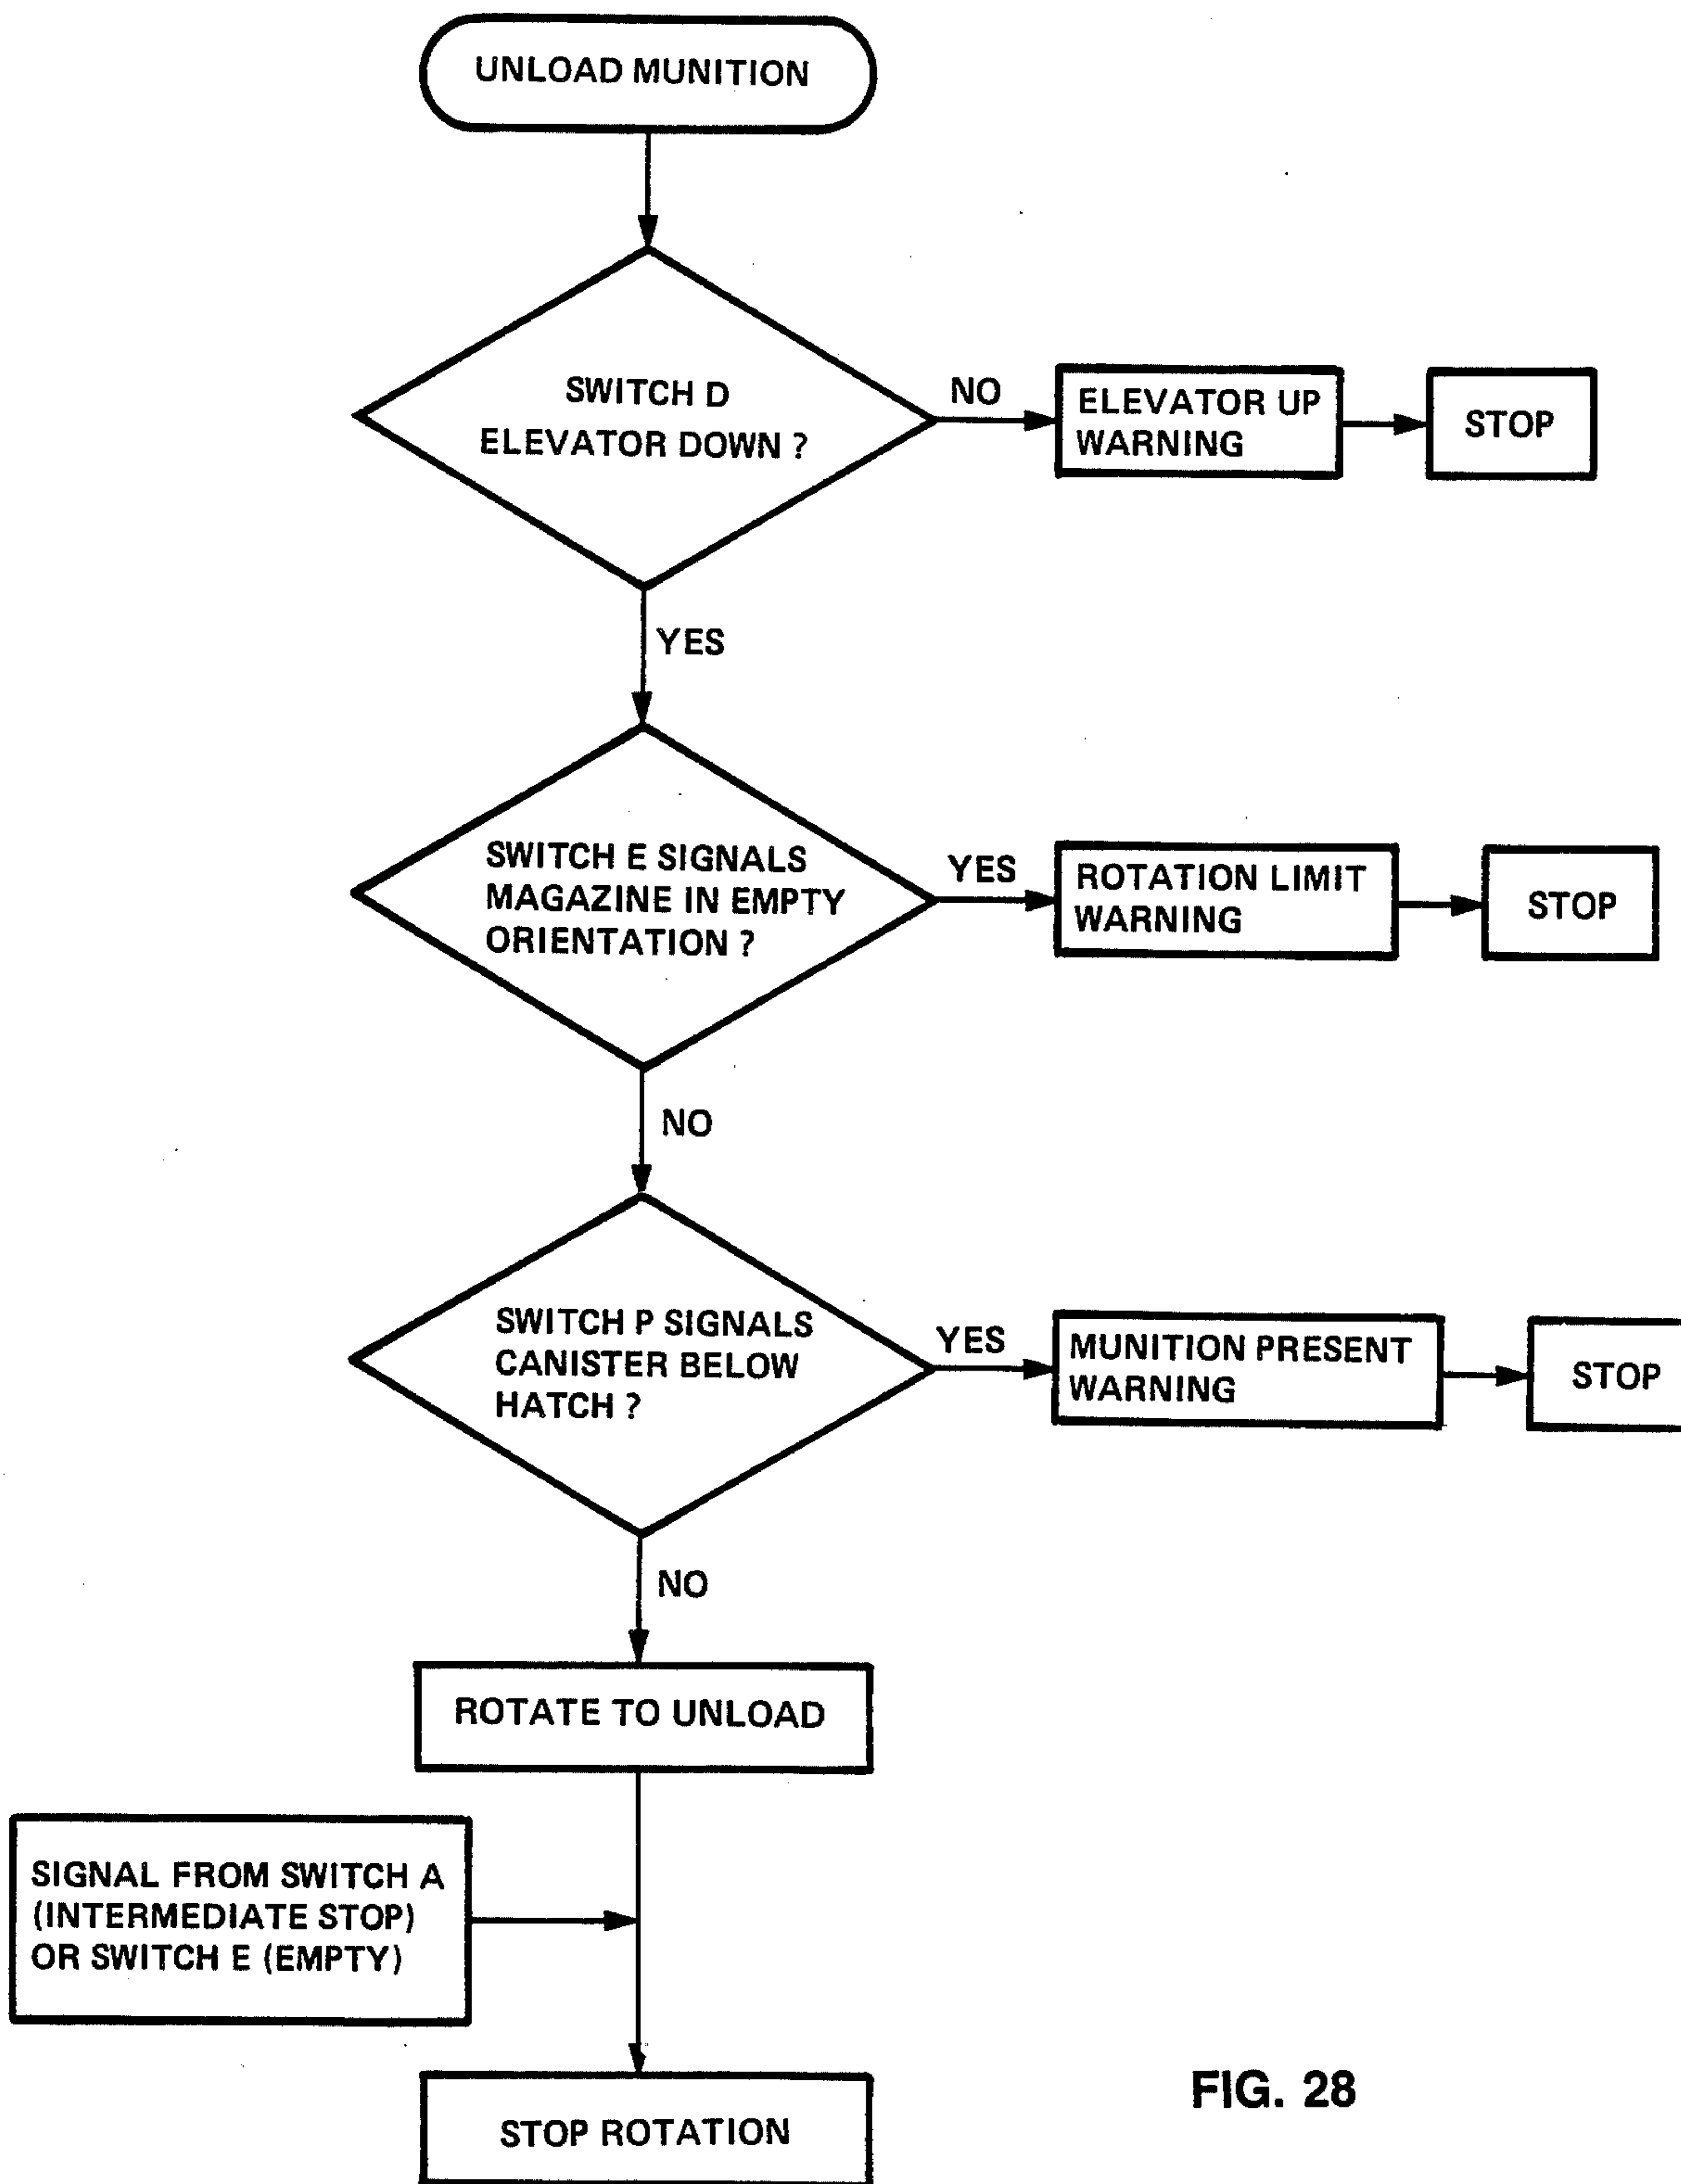 UNLOAD MUNITION
SWITCH D
ELEVATOR DOWN ?
NO
ELEVATOR UP
WARNING
STOP
YES
SWITCH E SIGNALS
MAGAZINE IN EMPTY
ORIENTATION ?
YES
ROTATION LIMIT
WARNING
STOP
NO
SWITCH P SIGNALS
CANISTER BELOW
HATCH ?
YES
MUNITION PRESENT
WARNING
STOP
NO
ROTATE TO UNLOAD
SIGNAL FROM SWITCH A
(INTERMEDIATE STOP)
OR SWITCH E (EMPTY)
STOP ROTATION
FIG. 28